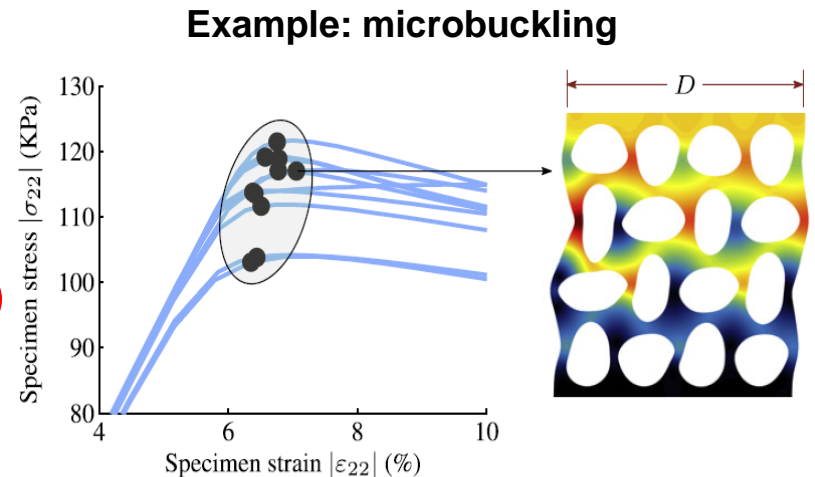 Example: microbuckling
130
120
110
100
90
80
4
6
8
10
Specimen stress |σ₂₂| (KPa)
Specimen strain |ε₂₂| (%)
D